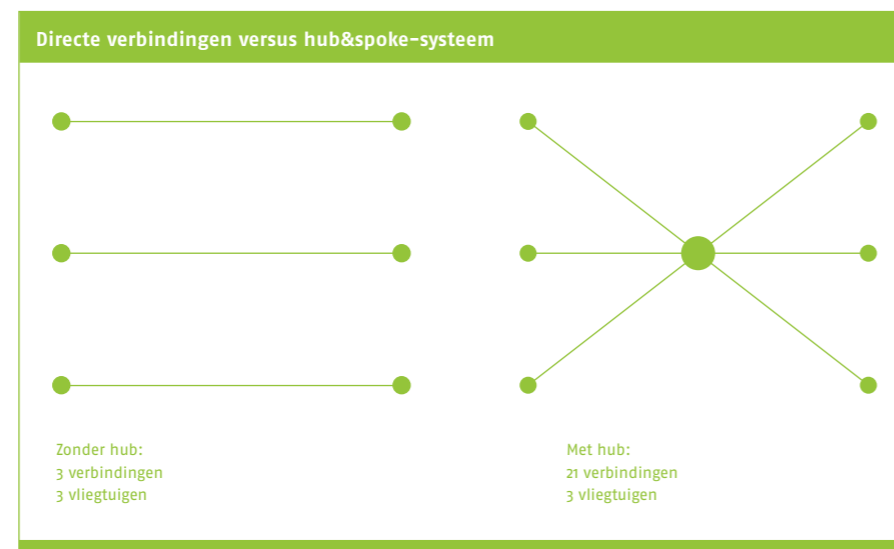 Directe verbindingen versus hub&spoke-systeem
Zonder hub:
3 verbindingen
3 vliegtuigen
Met hub:
21 verbindingen
3 vliegtuigen